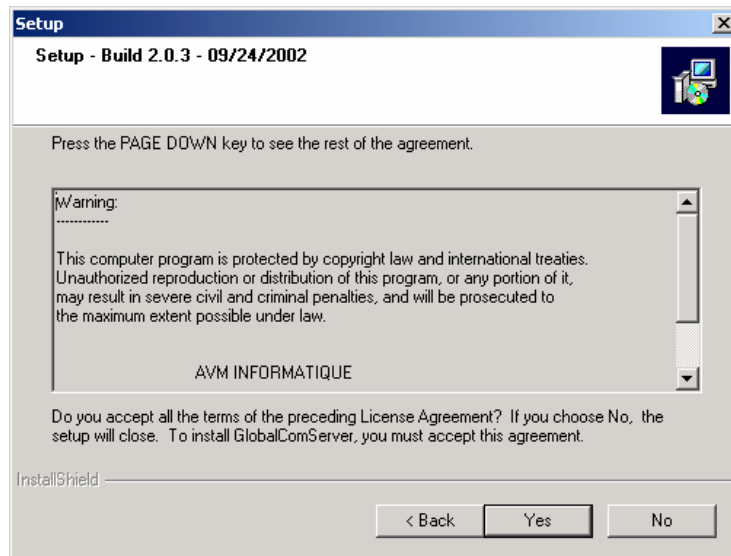 Setup
Setup - Build 2.0.3 - 09/24/2002
Press the PAGE DOWN key to see the rest of the agreement.
Warning:
------------
This computer program is protected by copyright law and international treaties.
Unauthorized reproduction or distribution of this program, or any portion of it,
may result in severe civil and criminal penalties, and will be prosecuted to
the maximum extent possible under law.
AVM INFORMATIQUE
Do you accept all the terms of the preceding License Agreement?  If you choose No,  the
setup will close.  To install GlobalComServer, you must accept this agreement.
InstallShield
< Back
Yes
No